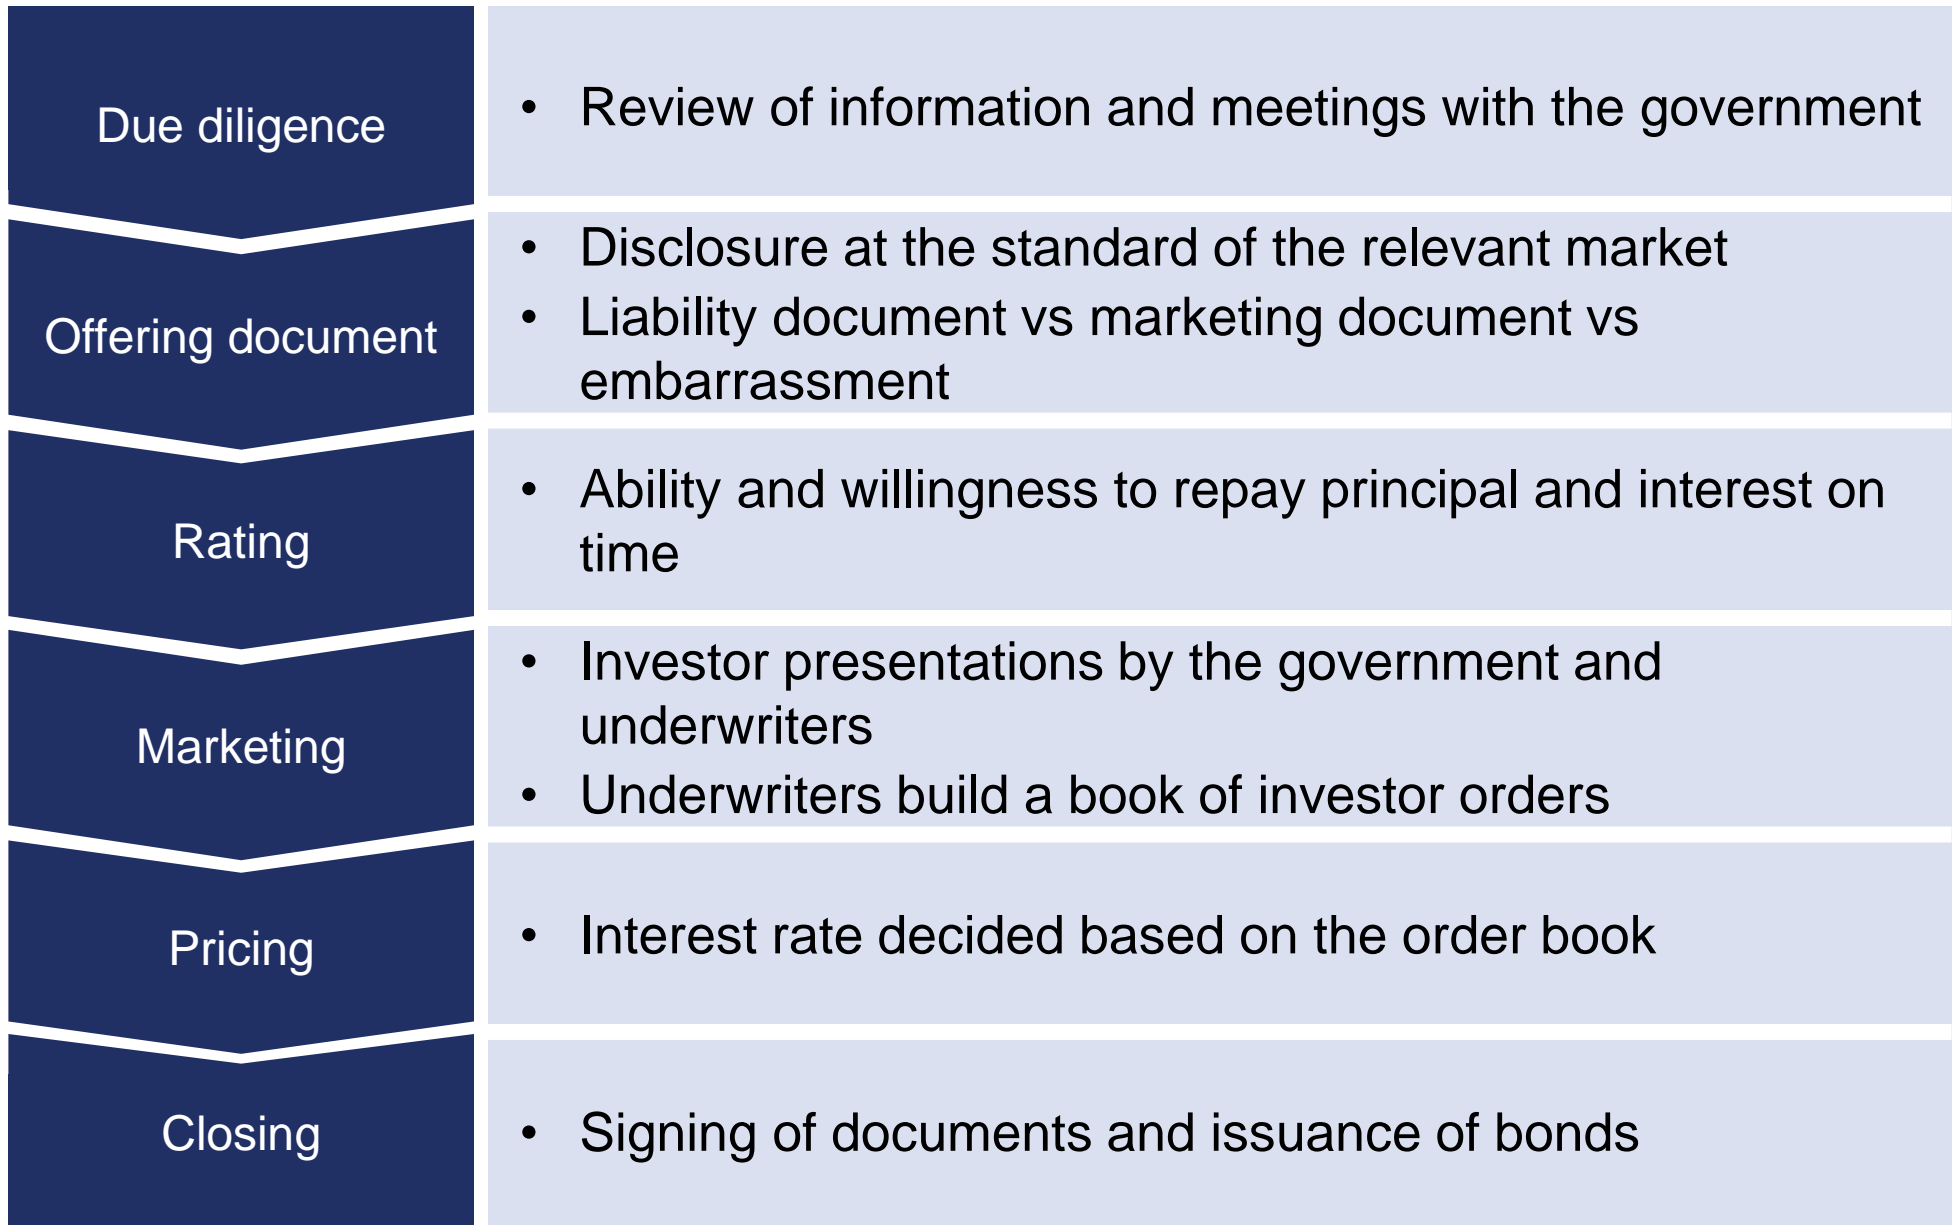 Due diligence
• Review of information and meetings with the government
Offering document
• Disclosure at the standard of the relevant market
• Liability document vs marketing document vs
embarrassment
Rating
• Ability and willingness to repay principal and interest on
time
Marketing
• Investor presentations by the government and
underwriters
• Underwriters build a book of investor orders
Pricing
• Interest rate decided based on the order book
Closing
• Signing of documents and issuance of bonds